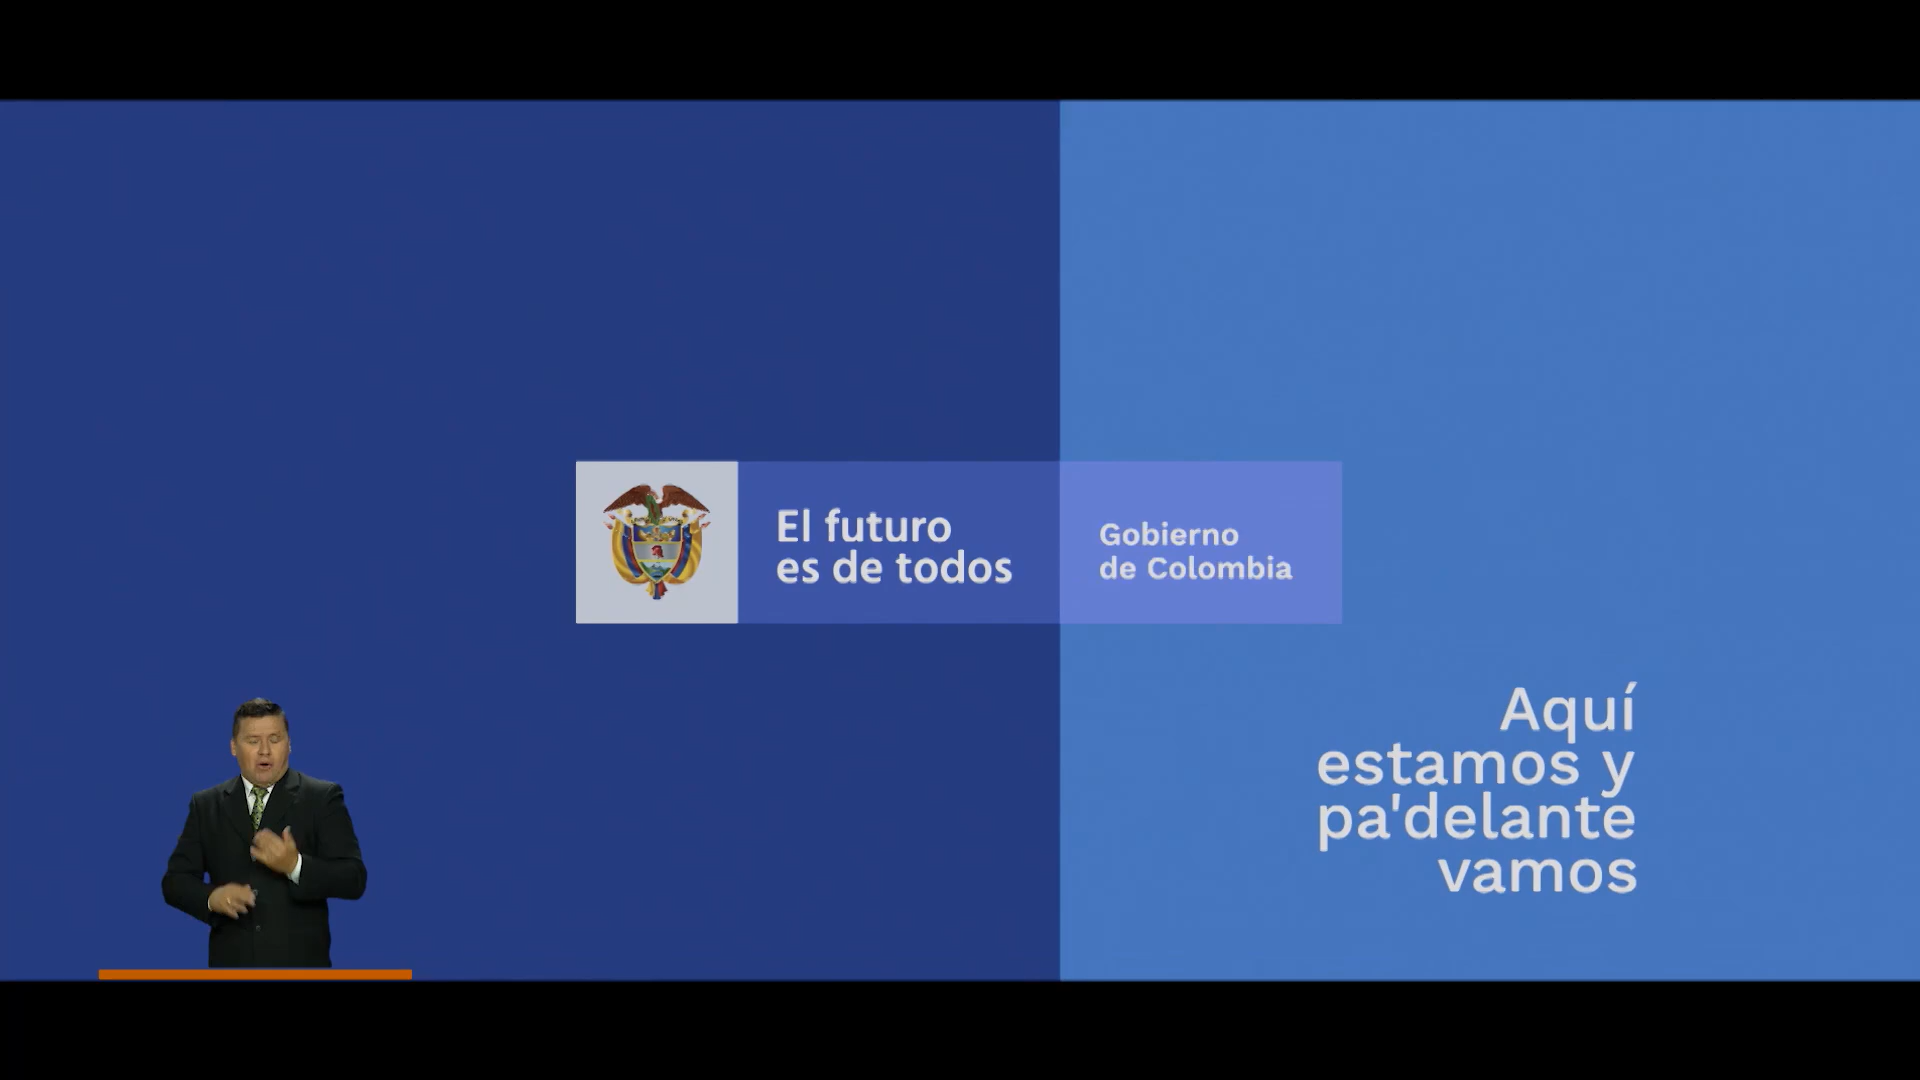 El futuro
es de todos
Gobierno
de Colombia
Aquí
estamos y
pa'delante
vamos